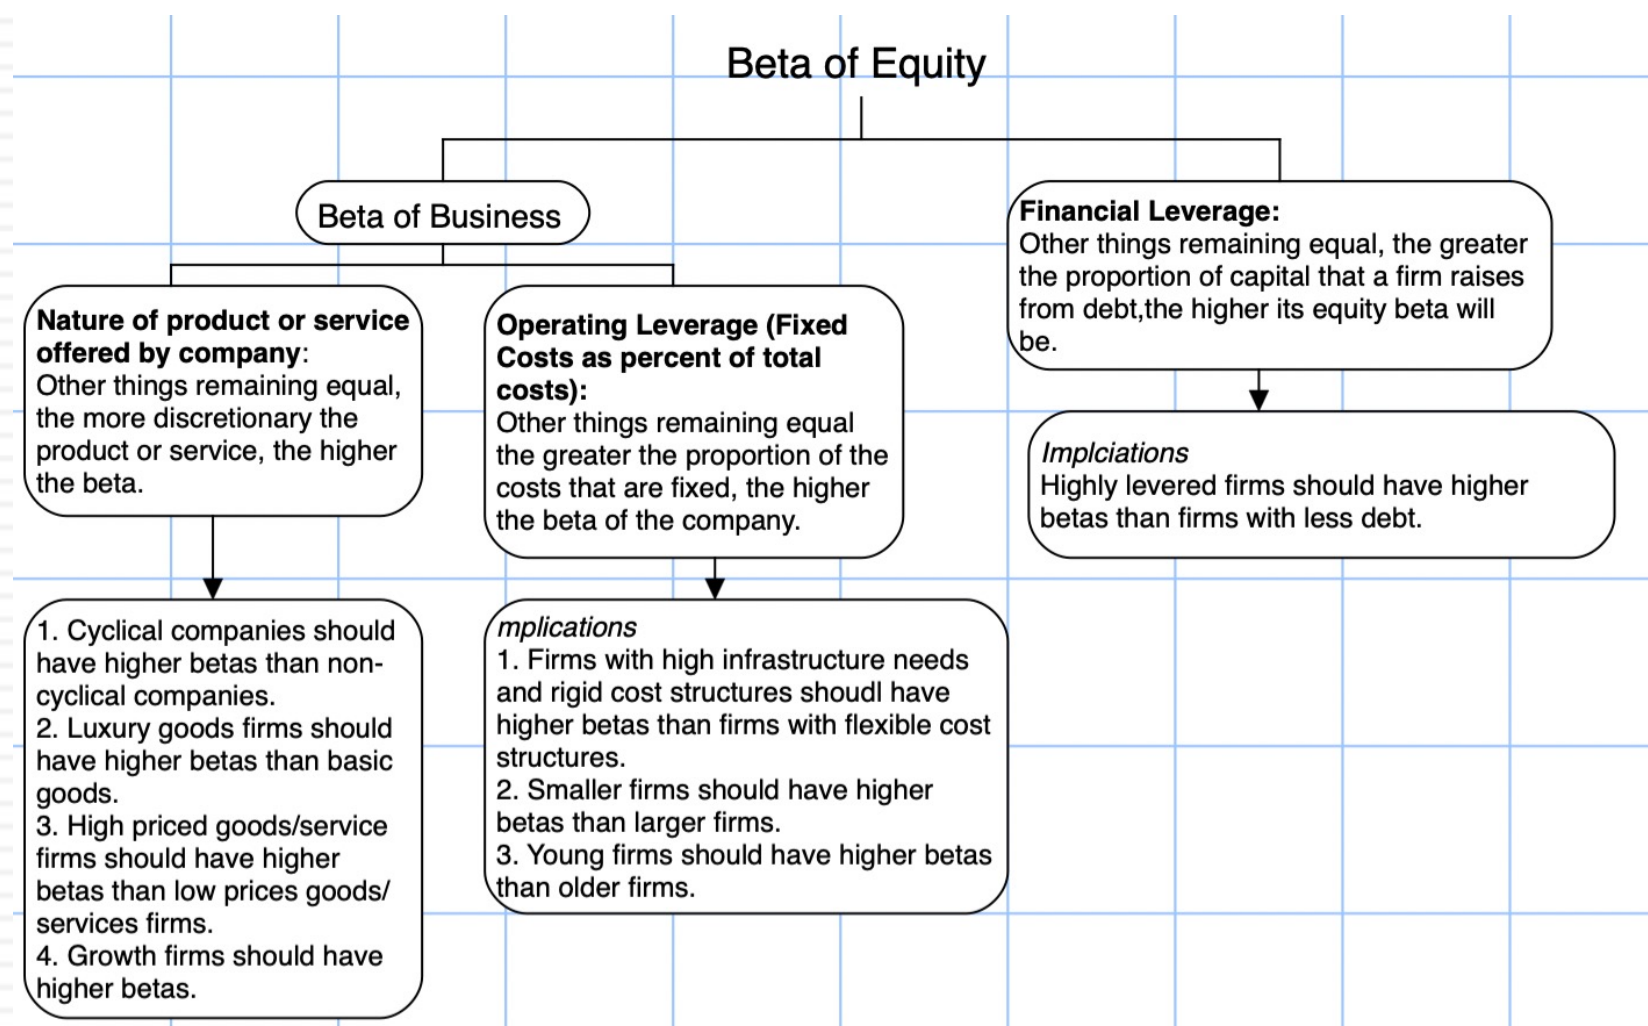 Beta of Equity
Beta of Business
Nature of product or service
offered by company:
Other things remaining equal,
the more discretionary the
product or service, the higher
the beta.
Operating Leverage (Fixed
Costs as percent of total
costs):
Other things remaining equal
the greater the proportion of the
costs that are fixed, the higher
the beta of the company.
Financial Leverage:
Other things remaining equal, the greater
the proportion of capital that a firm raises
from debt,the higher its equity beta will
be.
Implciations
Highly levered firms should have higher
betas than firms with less debt.
1. Cyclical companies should
have higher betas than non-
cyclical companies.
2. Luxury goods firms should
have higher betas than basic
goods.
3. High priced goods/service
firms should have higher
betas than low prices goods/
services firms.
4. Growth firms should have
higher betas.
mplications
1. Firms with high infrastructure needs
and rigid cost structures shoudl have
higher betas than firms with flexible cost
structures.
2. Smaller firms should have higher
betas than larger firms.
3. Young firms should have higher betas
than older firms.